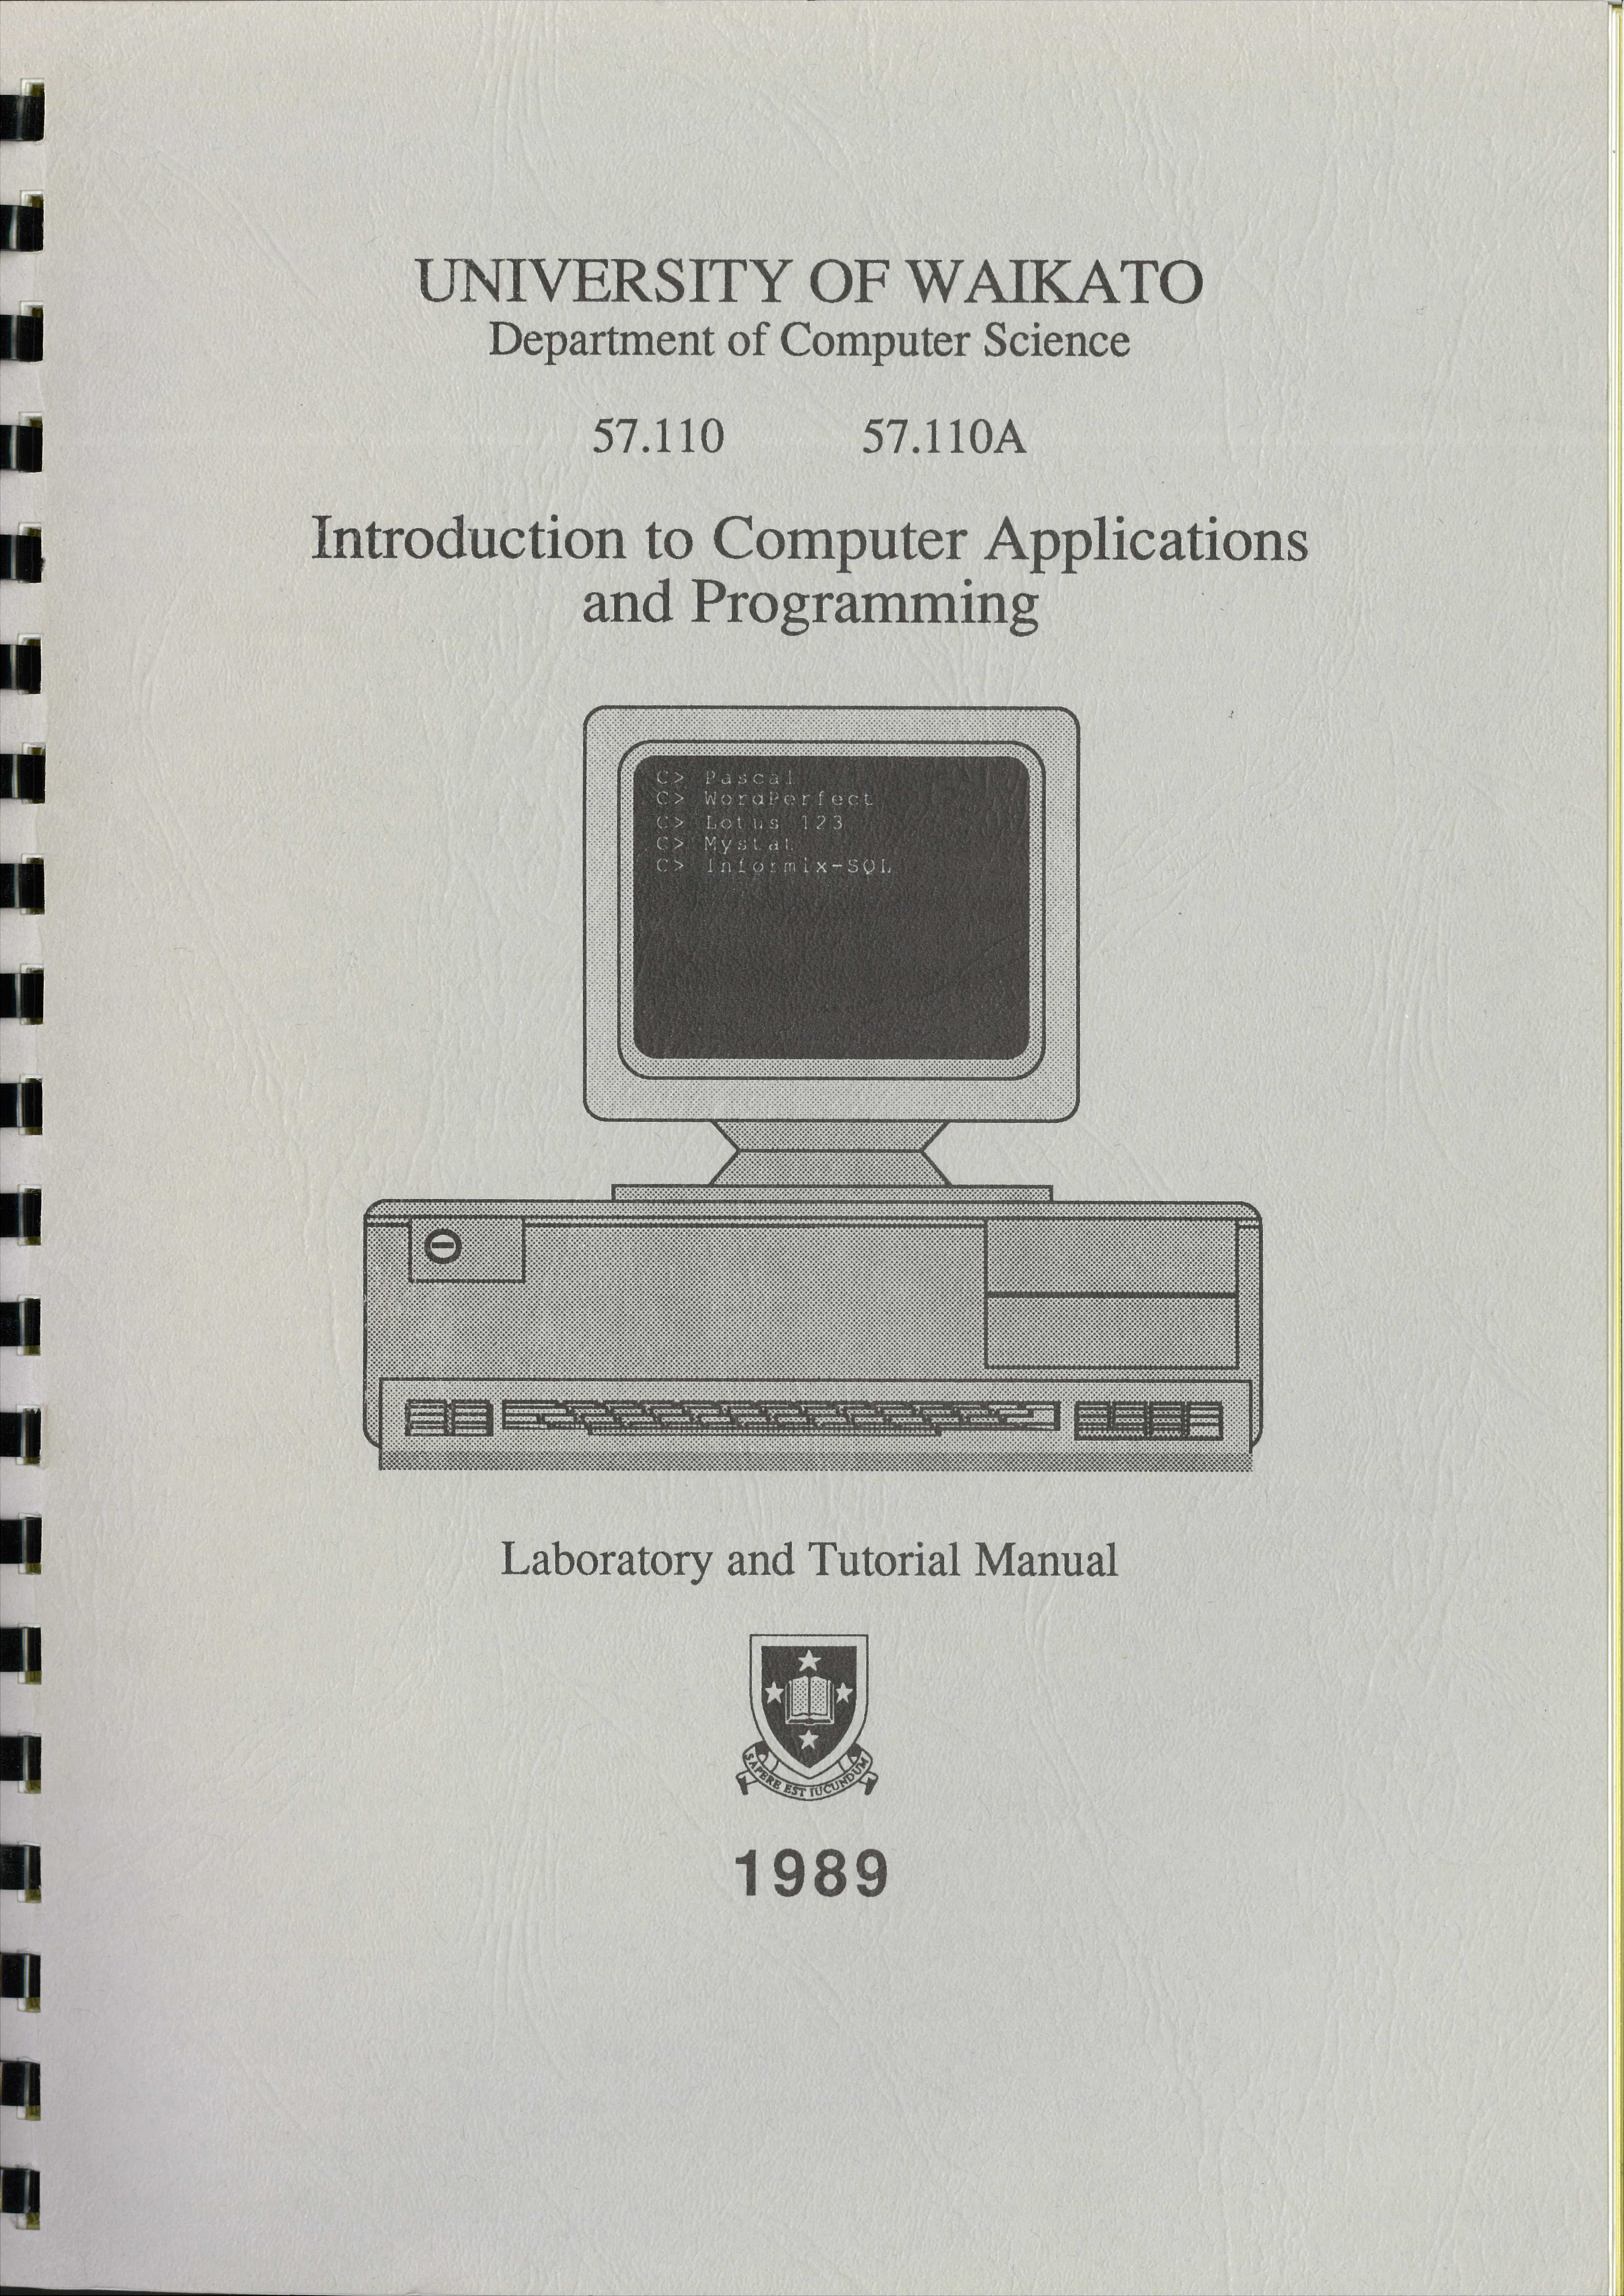 UNIVERSITY OF WAIKATO
Department of Computer Science
57.110 57.110A
Introduction to Computer Applications
and Programming
C> Pascal
C> WordPerfect
C> Lotus 123
C> Mystat
C> Informix-SQL
Laboratory and Tutorial Manual
SAPERE EST IUCUNDUM
1989